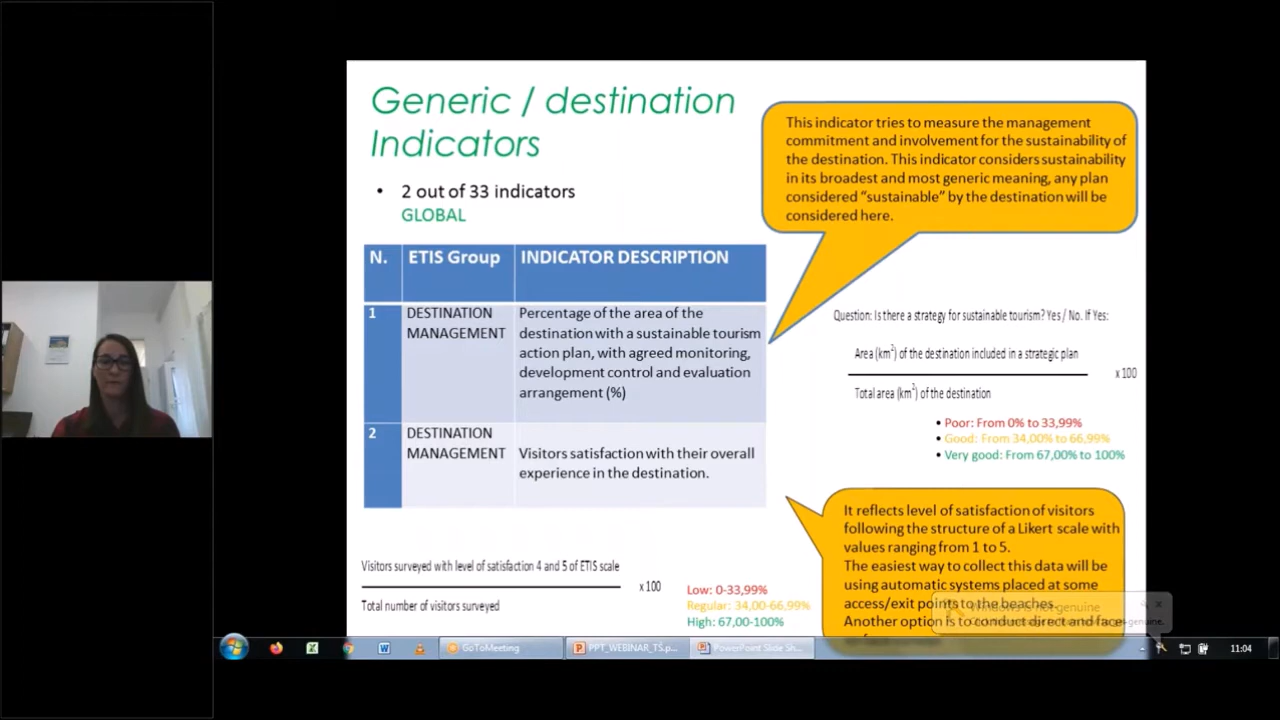 Generic / destination
Indicators
• 2 out of 33 indicators
GLOBAL
This indicator tries to measure the management
commitment and involvement for the sustainability of
the destination. This indicator considers sustainability
in its broadest and most generic meaning, any plan
considered “sustainable” by the destination will be
considered here.
N. ETIS Group INDICATOR DESCRIPTION
1
DESTINATION
MANAGEMENT
Percentage of the area of the
destination with a sustainable tourism
action plan, with agreed monitoring,
development control and evaluation
arrangement (%)
2
DESTINATION
MANAGEMENT
Visitors satisfaction with their overall
experience in the destination.
Question: Is there a strategy for sustainable tourism? Yes / No. If Yes:
Area (km²) of the destination included in a strategic plan
x 100
Total area (km²) of the destination
• Poor: From 0% to 33,99%
• Good: From 34,00% to 66,99%
• Very good: From 67,00% to 100%
Visitors surveyed with level of satisfaction 4 and 5 of ETIS scale
x 100
Total number of visitors surveyed
Low: 0-33,99%
Regular: 34,00-66,99%
High: 67,00-100%
It reflects level of satisfaction of visitors
following the structure of a Likert scale with
values ranging from 1 to 5.
The easiest way to collect this data will be
using automatic systems placed at some
access/exit points to the beaches.
Another option is to conduct direct and face
Windows is not genuine
GoToMeeting
PPT_WEBINAR_TS.p...
PowerPoint Slide Sh...
11:04